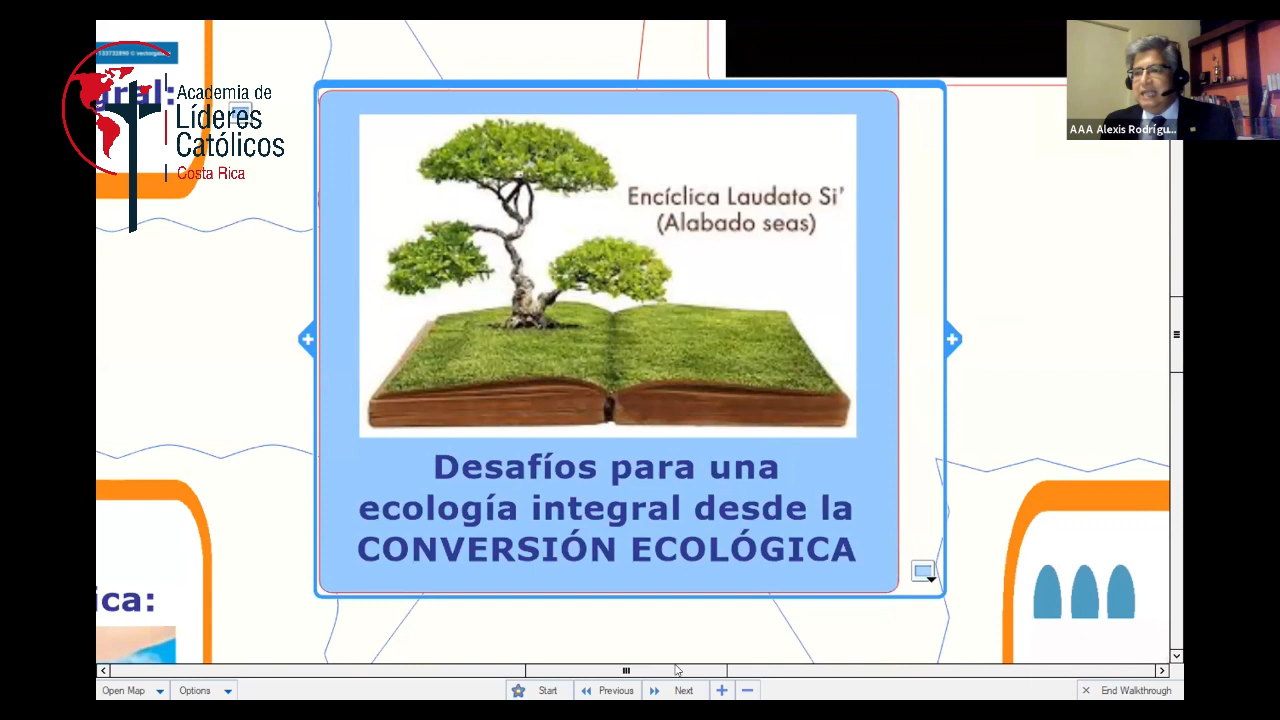 gral:
Academia de
Líderes
Católicos
Costa Rica
AAA Alexis Rodrígu...
Encíclica Laudato Si’
(Alabado seas)
Desafíos para una
ecología integral desde la
CONVERSIÓN ECOLÓGICA
ica:
Open Map
Options
Start
Previous
Next
End Walkthrough